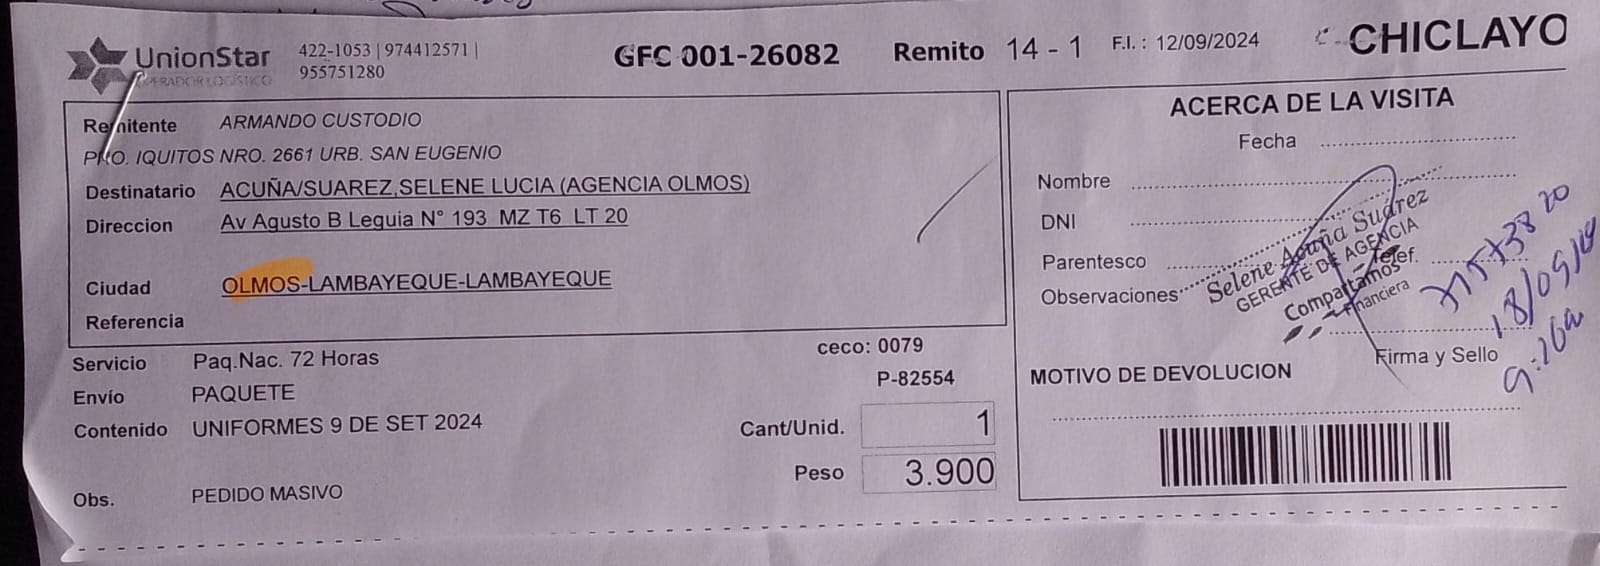 UnionStar
OPERADOR LOGÍSTICO
422-1053 | 974412571 |
955751280
GFC 001-26082
Remito 14 - 1
F.I. : 12/09/2024
CHICLAYO
Remitente ARMANDO CUSTODIO
PRO. IQUITOS NRO. 2661 URB. SAN EUGENIO
Destinatario ACUÑA/SUAREZ,SELENE LUCIA (AGENCIA OLMOS)
Direccion Av Agusto B Leguia N° 193 MZ T6 LT 20
Ciudad OLMOS-LAMBAYEQUE-LAMBAYEQUE
Referencia
Servicio Paq.Nac. 72 Horas
ceco: 0079
Envío PAQUETE
P-82554
Contenido UNIFORMES 9 DE SET 2024
Cant/Unid. 1
Peso 3.900
Obs. PEDIDO MASIVO
ACERCA DE LA VISITA
Fecha
Nombre
DNI
Parentesco
Telef.
Observaciones
Selene Acuña Suárez
GERENTE DE AGENCIA
Compartamos
Financiera
18/09/24
9:16a
Firma y Sello
MOTIVO DE DEVOLUCION